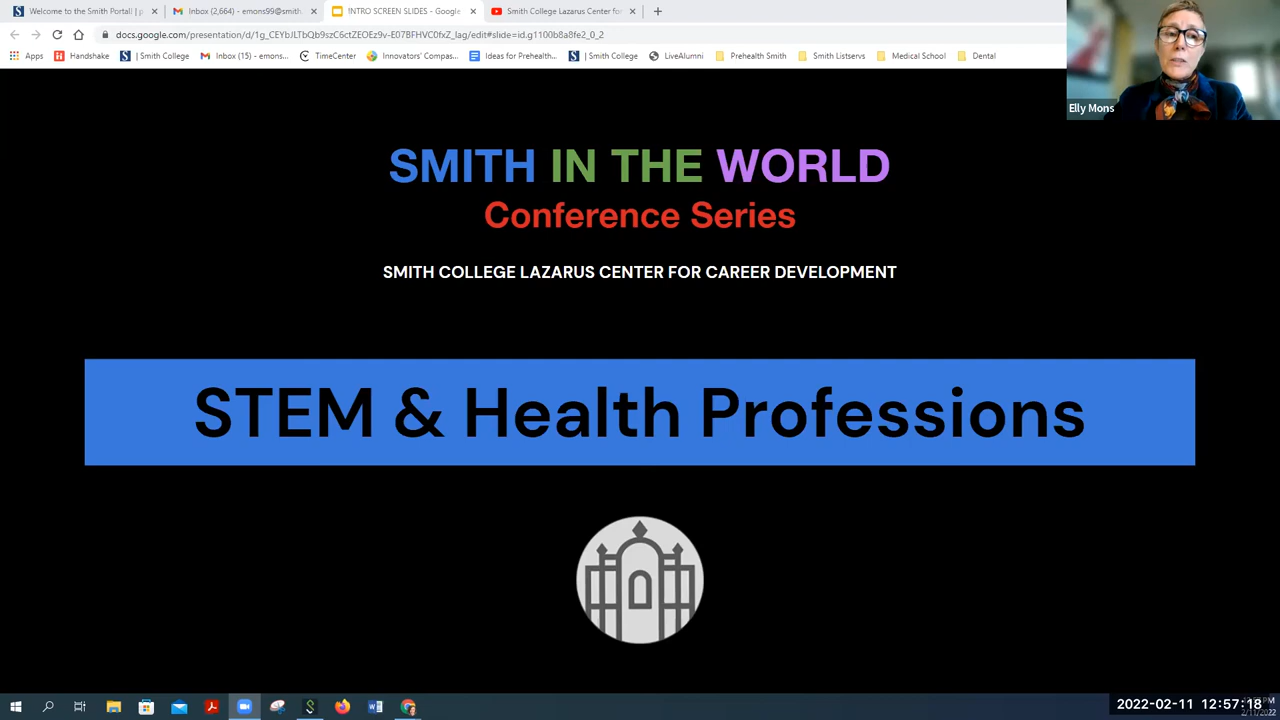 Welcome to the Smith Portal! | p
Inbox (2,664) - emons99@smith.
INTRO SCREEN SLIDES - Google
Smith College Lazarus Center for
docs.google.com/presentation/d/1g_CEYbJLTbQb9szC6ctZEOEz9v-E07BFHVC0fxZ_lag/edit#slide=id.g1100b8a8fe2_0_2
Apps
Handshake
| Smith College
Inbox (15) - emons...
TimeCenter
Innovators' Compas...
Ideas for Prehealth...
| Smith College
LiveAlumni
Prehealth Smith
Smith Listservs
Medical School
Dental
Elly Mons
SMITH IN THE WORLD
Conference Series
SMITH COLLEGE LAZARUS CENTER FOR CAREER DEVELOPMENT
STEM & Health Professions
2022-02-11 12:57:18